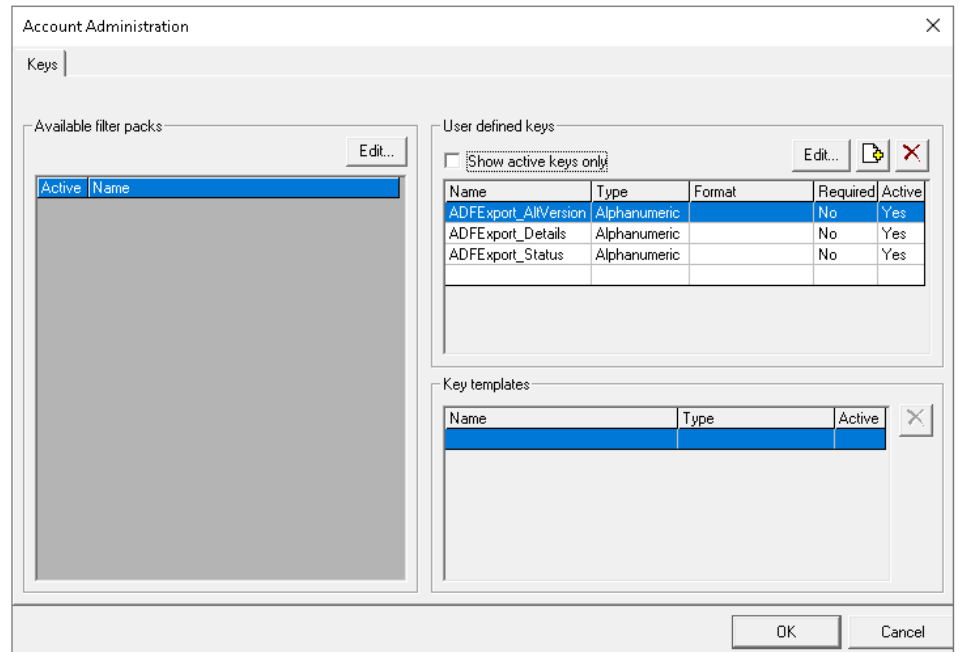 Account Administration
Keys
Available filter packs
Edit...
Active Name
User defined keys
Show active keys only
Edit...
Name Type Format Required Active
ADFExport_AltVersion Alphanumeric No Yes
ADFExport_Details Alphanumeric No Yes
ADFExport_Status Alphanumeric No Yes
Key templates
Name Type Active
OK Cancel